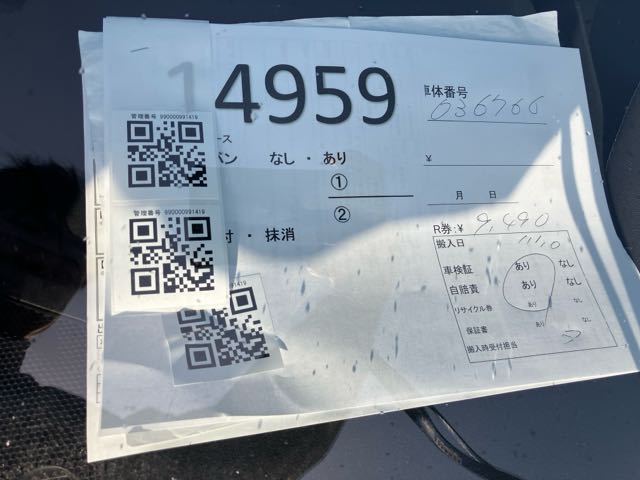 14959
車体番号
036766
管理番号 990000991419
ース
バン なし・あり
¥
①
月 日
②
管理番号 990000991419
R券:¥ 9,490
付・抹消
搬入日 11.10
車検証 あり なし
自賠責 あり なし
リサイクル券 あり なし
保証書 あり なし
搬入時受付担当